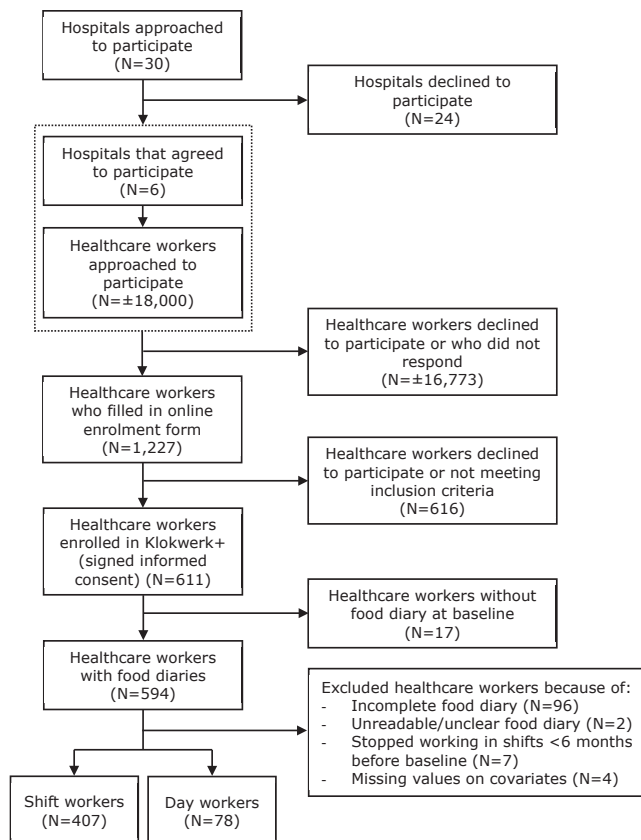 Hospitals approached
to participate
(N=30)
Hospitals declined to
participate
(N=24)
Hospitals that agreed
to participate
(N=6)
Healthcare workers
approached to
participate
(N=±18,000)
Healthcare workers declined
to participate or who did not
respond
(N=±16,773)
Healthcare workers
who filled in online
enrolment form
(N=1,227)
Healthcare workers declined
to participate or not meeting
inclusion criteria
(N=616)
Healthcare workers
enrolled in Klokwerk+
(signed informed
consent) (N=611)
Healthcare workers without
food diary at baseline
(N=17)
Healthcare workers
with food diaries
(N=594)
Excluded healthcare workers because of:
- Incomplete food diary (N=96)
- Unreadable/unclear food diary (N=2)
- Stopped working in shifts <6 months
before baseline (N=7)
- Missing values on covariates (N=4)
Shift workers
(N=407)
Day workers
(N=78)